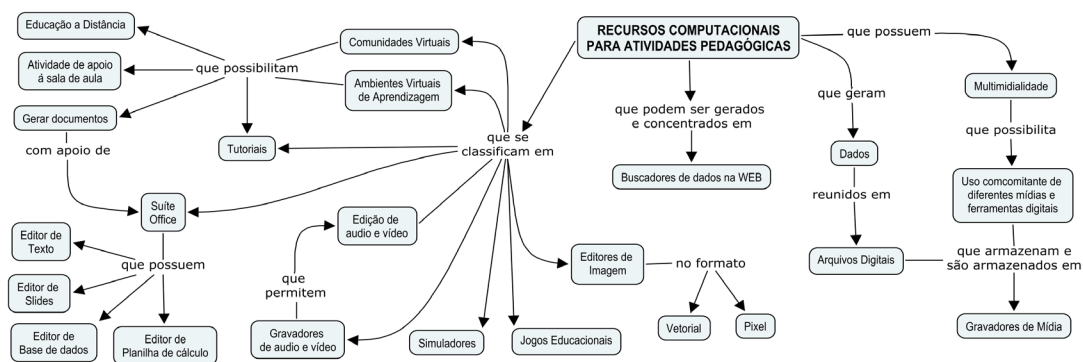 RECURSOS COMPUTACIONAIS
PARA ATIVIDADES PEDAGÓGICAS
que possuem
Multimidialidade
que possibilita
Uso comcomitante de
diferentes mídias e
ferramentas digitais
que armazenam e
são armazenados em
Gravadores de Mídia
que geram
Dados
reunidos em
Arquivos Digitais
que podem ser gerados
e concentrados em
Buscadores de dados na WEB
que se
classificam em
Comunidades Virtuais
Ambientes Virtuais
de Aprendizagem
que possibilitam
Educação a Distância
Atividade de apoio
á sala de aula
Gerar documentos
Tutoriais
com apoio de
Suíte
Office
que possuem
Editor de
Texto
Editor de
Slides
Editor de
Base de dados
Editor de
Planilha de cálculo
Edição de
audio e vídeo
que
permitem
Gravadores
de audio e vídeo
Simuladores
Jogos Educacionais
Editores de
Imagem
no formato
Vetorial
Pixel